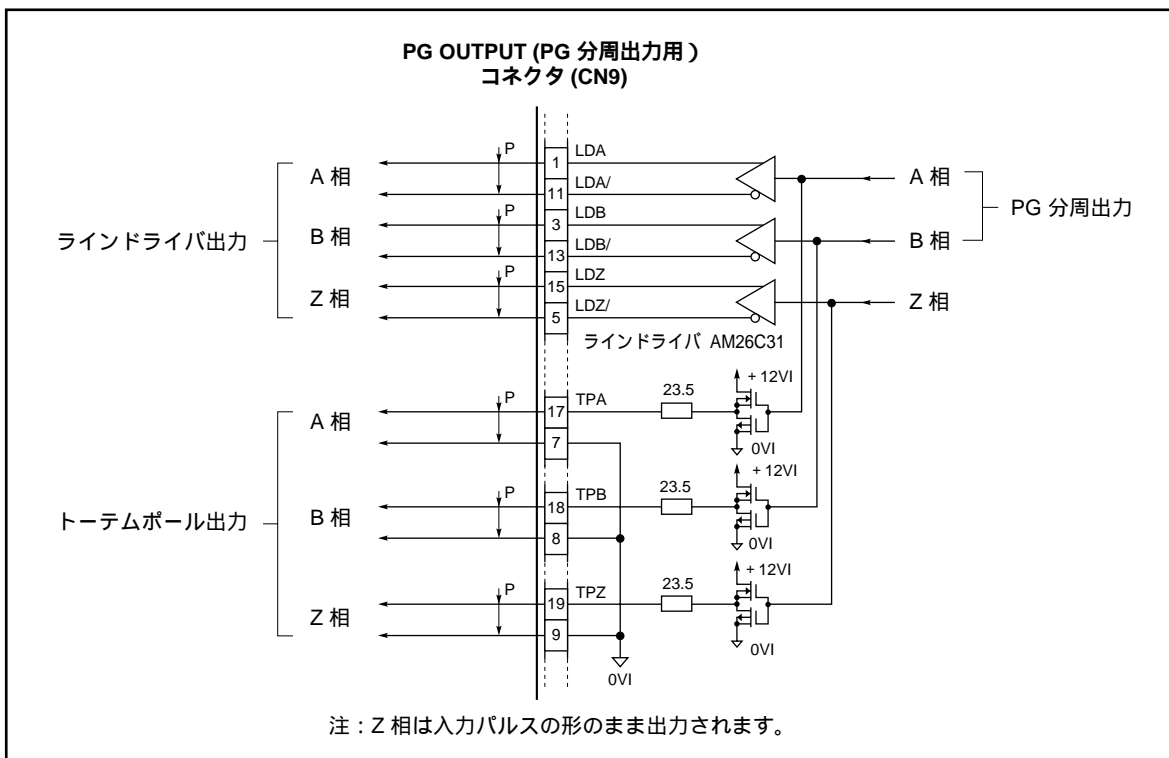 PG OUTPUT (PG 分周出力用）
コネクタ (CN9)
P
1
LDA
A 相
11
LDA/
A 相
P
3
LDB
ラインドライバ出力
B 相
13
LDB/
B 相
PG 分周出力
P
15
LDZ
Z 相
5
LDZ/
Z 相
ラインドライバ AM26C31
P
17
TPA
23.5
+ 12VI
A 相
7
0VI
P
18
TPB
23.5
+ 12VI
トーテムポール出力
B 相
8
0VI
P
19
TPZ
23.5
+ 12VI
Z 相
9
0VI
0VI
注 : Z 相は入力パルスの形のまま出力されます。